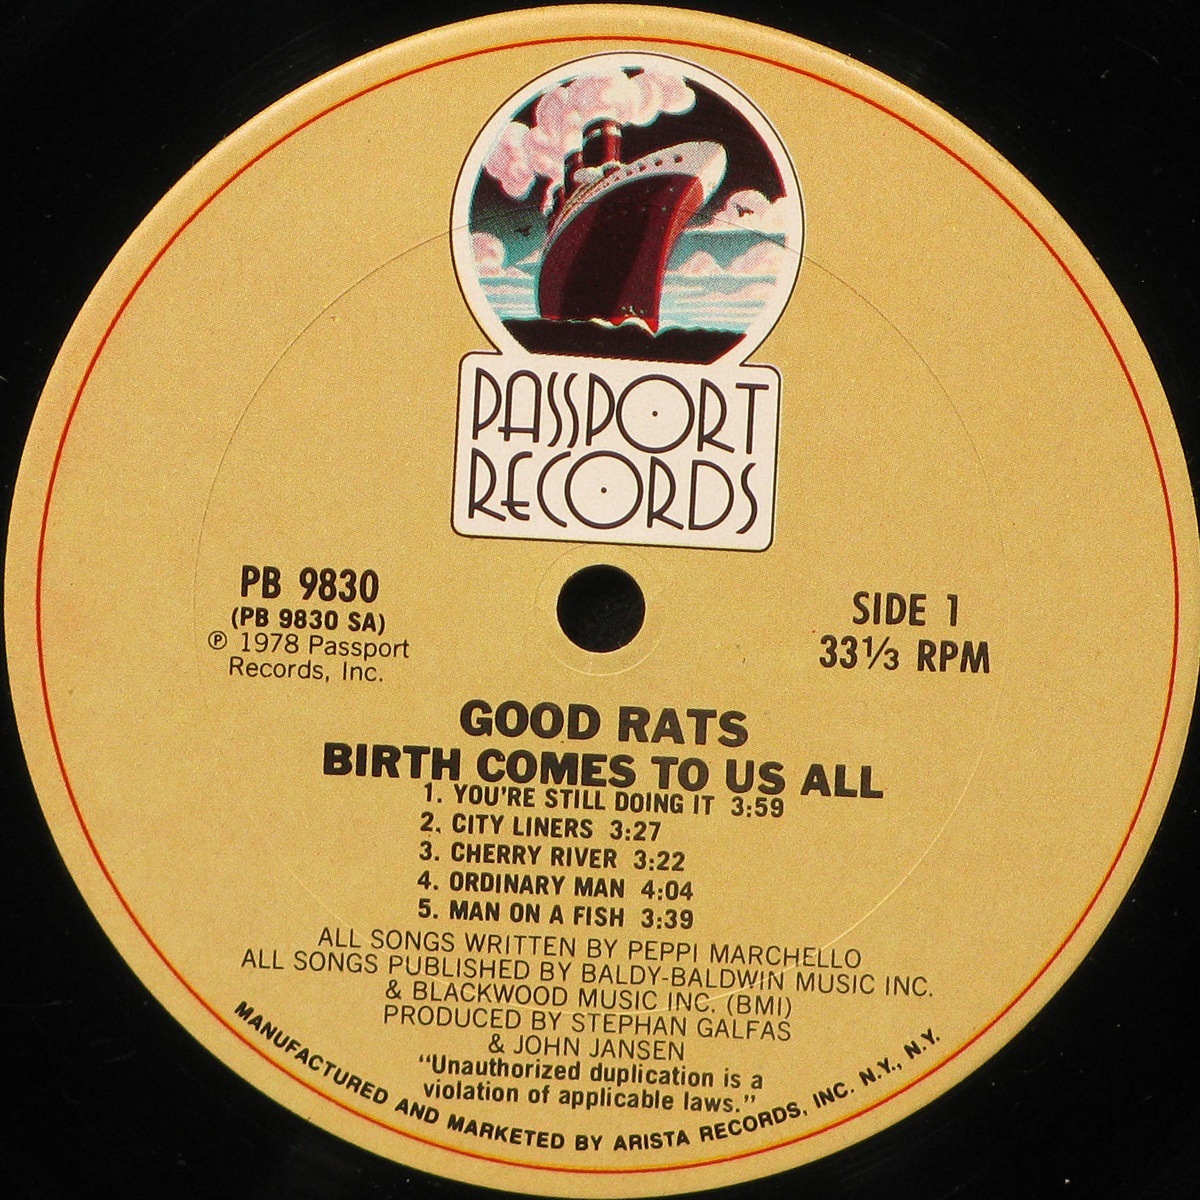 PASSPORT
RECORDS
PB 9830
(PB 9830 SA)
℗ 1978 Passport
Records, Inc.
SIDE 1
33⅓ RPM
GOOD RATS
BIRTH COMES TO US ALL
1. YOU'RE STILL DOING IT 3:59
2. CITY LINERS 3:27
3. CHERRY RIVER 3:22
4. ORDINARY MAN 4:04
5. MAN ON A FISH 3:39
ALL SONGS WRITTEN BY PEPPI MARCHELLO
ALL SONGS PUBLISHED BY BALDY-BALDWIN MUSIC INC.
& BLACKWOOD MUSIC INC. (BMI)
PRODUCED BY STEPHAN GALFAS
& JOHN JANSEN
"Unauthorized duplication is a
violation of applicable laws."
MANUFACTURED AND MARKETED BY ARISTA RECORDS, INC. N.Y., N.Y.